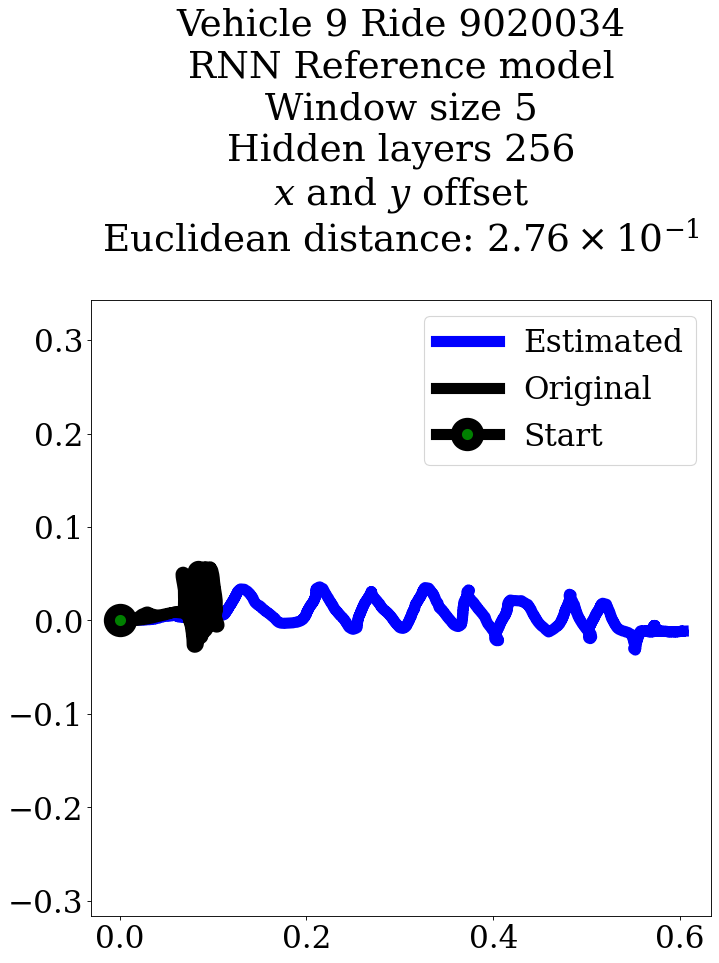 Vehicle 9 Ride 9020034
RNN Reference model
Window size 5
Hidden layers 256
x and y offset
Euclidean distance: 2.76 × 10⁻¹
Estimated
Original
Start
0.3
0.2
0.1
0.0
−0.1
−0.2
−0.3
0.0 0.2 0.4 0.6